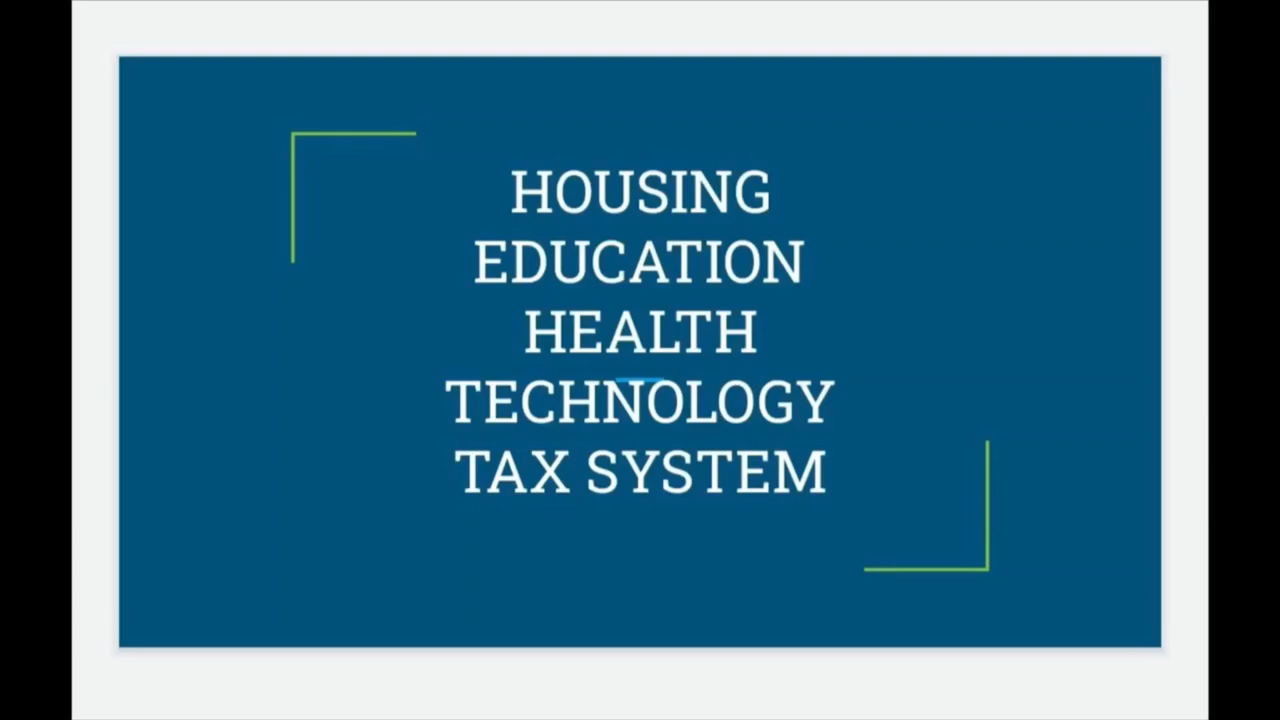 HOUSING
EDUCATION
HEALTH
TECHNOLOGY
TAX SYSTEM